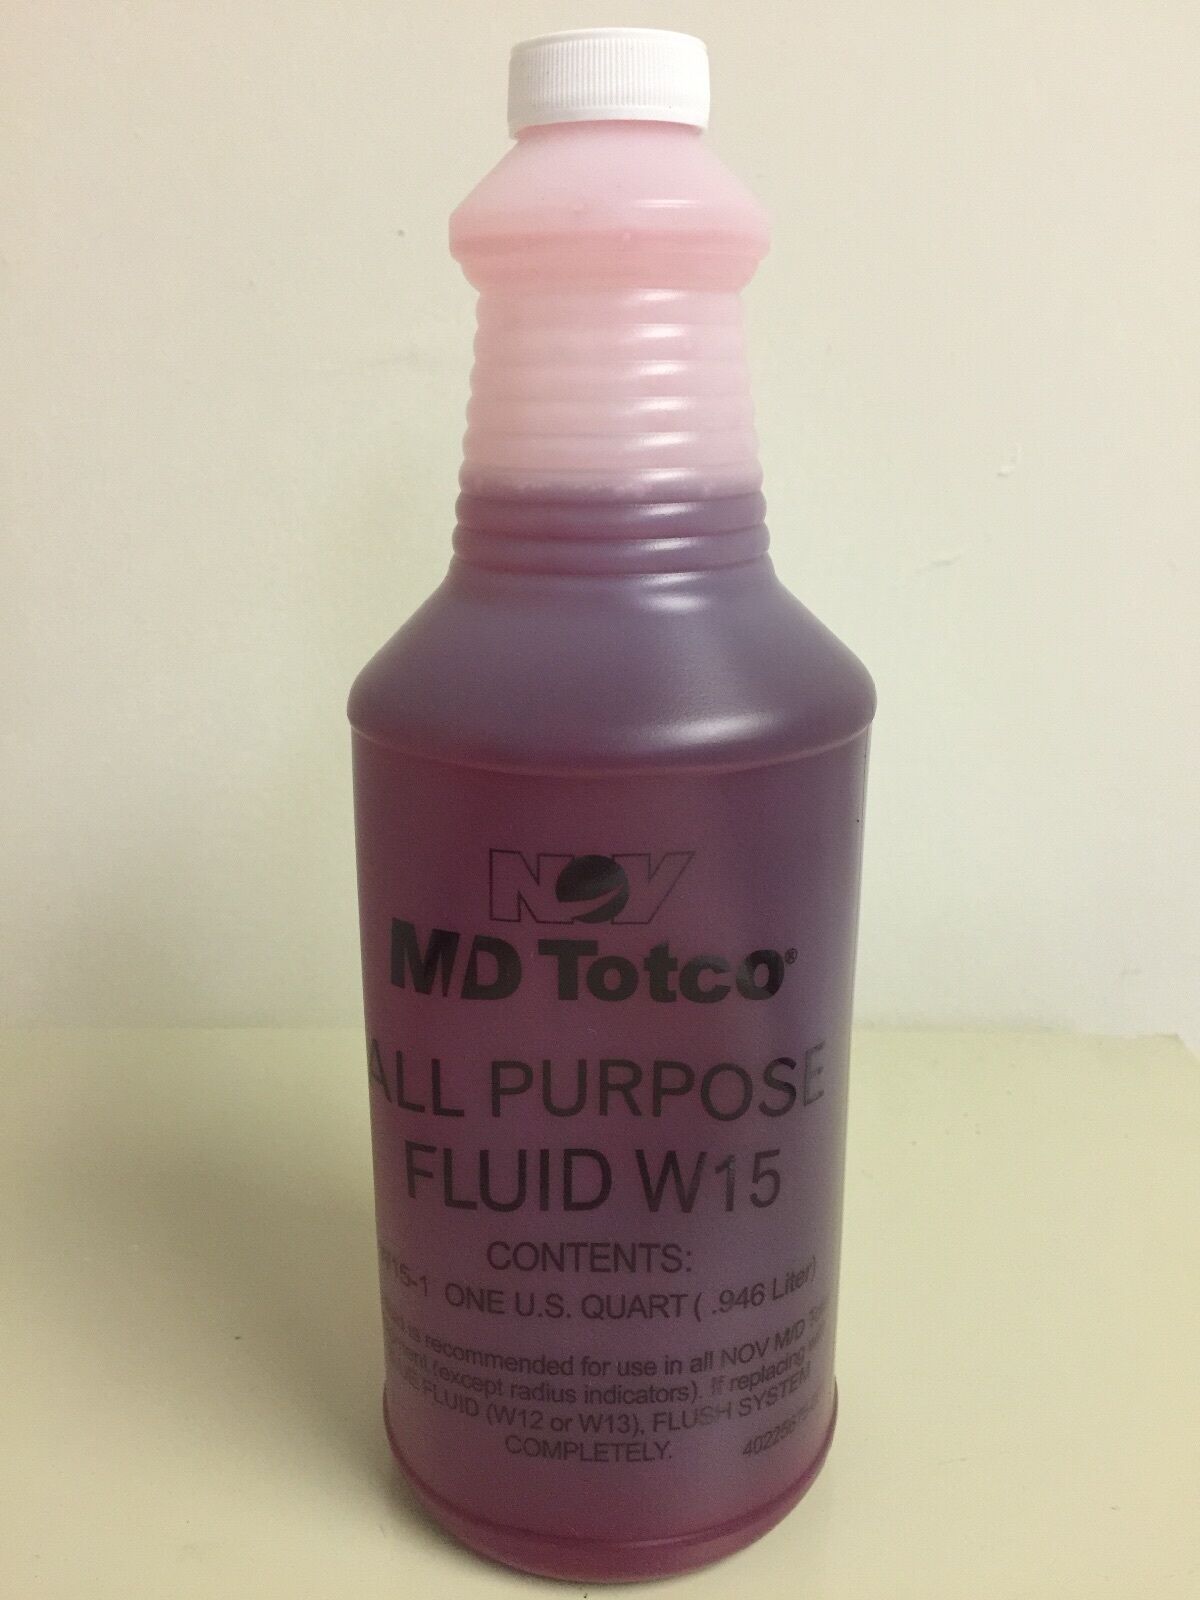 NOV
MD Totco®
ALL PURPOSE
FLUID W15
CONTENTS:
ONE U.S. QUART ( .946 Liter)
is recommended for use in all NOV M/D
(except radius indicators). If replacing
FLUID (W12 or W13), FLUSH SYSTEM
COMPLETELY.